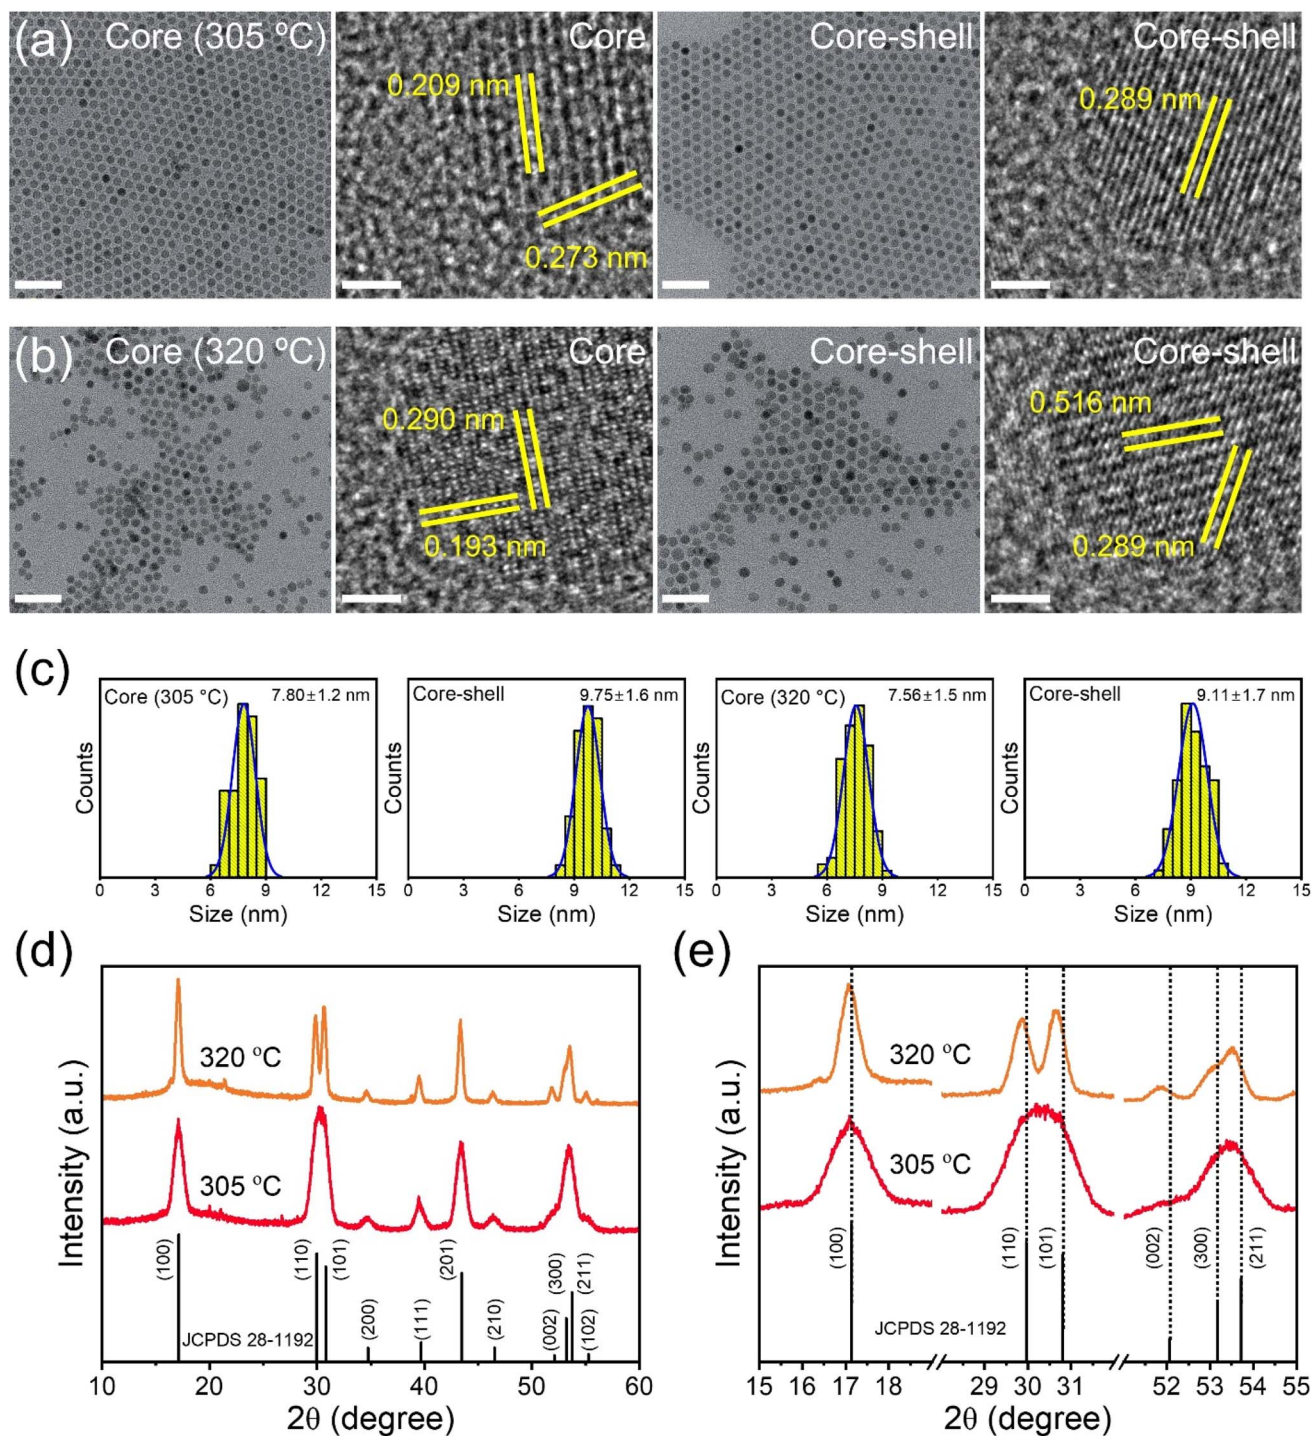 (a)
Core (305 ºC)
Core
0.209 nm
0.273 nm
Core-shell
Core-shell
0.289 nm
(b)
Core (320 ºC)
Core
0.290 nm
0.193 nm
Core-shell
Core-shell
0.516 nm
0.289 nm
(c)
Core (305 °C)
7.80±1.2 nm
Counts
0 3 6 9 12 15
Size (nm)
Core-shell
9.75±1.6 nm
Counts
0 3 6 9 12 15
Size (nm)
Core (320 °C)
7.56±1.5 nm
Counts
0 3 6 9 12 15
Size (nm)
Core-shell
9.11±1.7 nm
Counts
0 3 6 9 12 15
Size (nm)
(d)
Intensity (a.u.)
320 ºC
305 ºC
(100)
(110)
(101)
(200)
(111)
(201)
(210)
(002)
(300)
(211)
(102)
JCPDS 28-1192
10 20 30 40 50 60
2θ (degree)
(e)
Intensity (a.u.)
320 ºC
305 ºC
(100)
(110)
(101)
(002)
(300)
(211)
JCPDS 28-1192
15 16 17 18 29 30 31 52 53 54 55
2θ (degree)